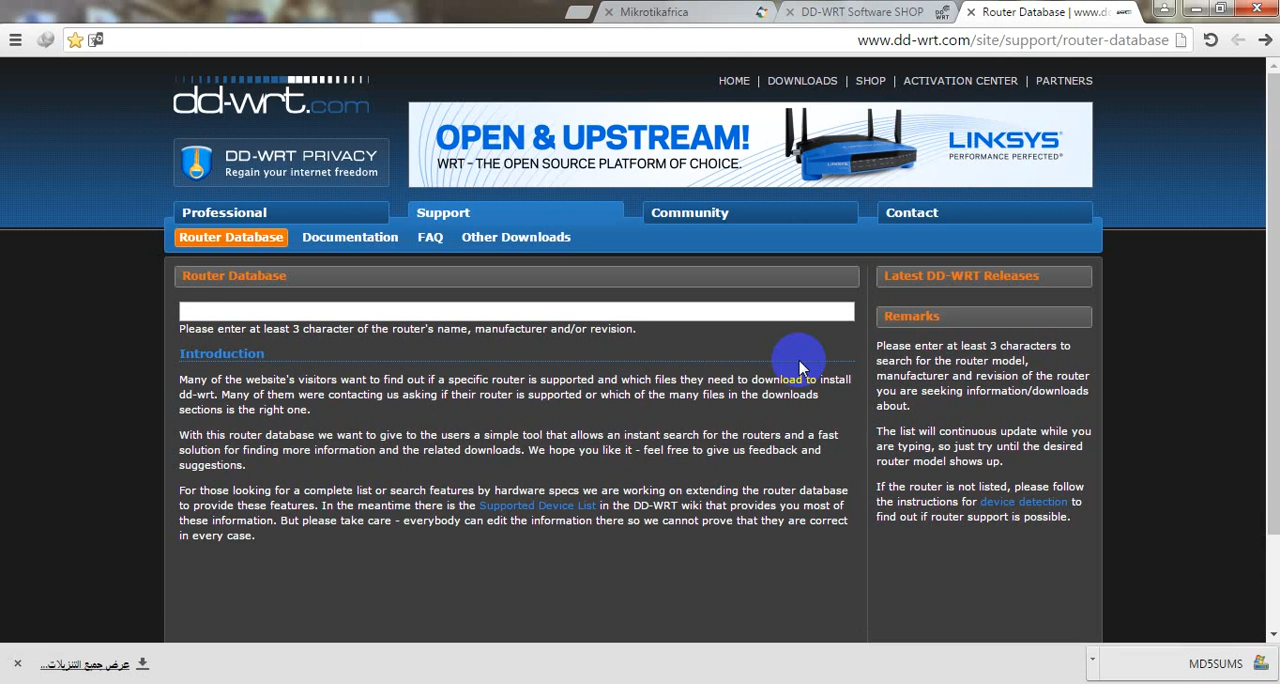 Mikrotikafrica
DD-WRT Software SHOP
Router Database | www.dd
www.dd-wrt.com/site/support/router-database
dd-wrt.com
HOME | DOWNLOADS | SHOP | ACTIVATION CENTER | PARTNERS
OPEN & UPSTREAM!
WRT – THE OPEN SOURCE PLATFORM OF CHOICE.
LINKSYS®
PERFORMANCE PERFECTED®
DD-WRT PRIVACY
Regain your internet freedom
Professional
Support
Community
Contact
Router Database
Documentation
FAQ
Other Downloads
Router Database
Please enter at least 3 character of the router's name, manufacturer and/or revision.
Introduction
Many of the website's visitors want to find out if a specific router is supported and which files they need to download to install
dd-wrt. Many of them were contacting us asking if their router is supported or which of the many files in the downloads
sections is the right one.
With this router database we want to give to the users a simple tool that allows an instant search for the routers and a fast
solution for finding more information and the related downloads. We hope you like it - feel free to give us feedback and
suggestions.
For those looking for a complete list or search features by hardware specs we are working on extending the router database
to provide these features. In the meantime there is the Supported Device List in the DD-WRT wiki that provides you most of
these information. But please take care - everybody can edit the information there so we cannot prove that they are correct
in every case.
Latest DD-WRT Releases
Remarks
Please enter at least 3 characters to
search for the router model,
manufacturer and revision of the router
you are seeking information/downloads
about.
The list will continuous update while you
are typing, so just try until the desired
router model shows up.
If the router is not listed, please follow
the instructions for device detection to
find out if router support is possible.
عرض جميع التنزيلات...
MD5SUMS